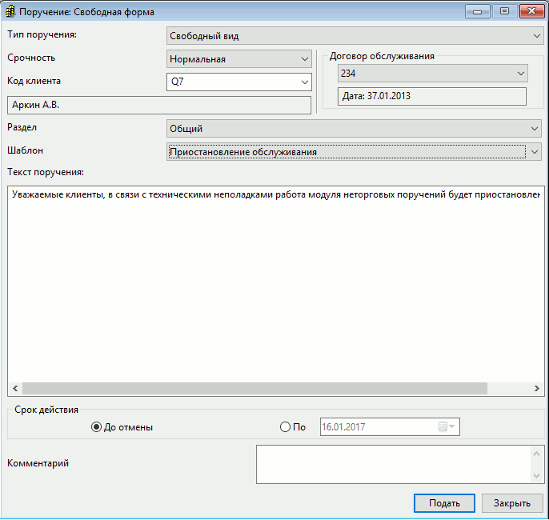 Поручение: Свободная форма
Тип поручения: Свободный вид
Срочность Нормальная
Договор обслуживания
234
Код клиента Q7
Дата: 37.01.2013
Аркин А.В.
Раздел Общий
Шаблон Приостановление обслуживания
Текст поручения:
Уважаемые клиенты, в связи с техническими неполадками работа модуля неторговых поручений будет приостановлен
Срок действия
До отмены По 16.01.2017
Комментарий
Подать Закрыть